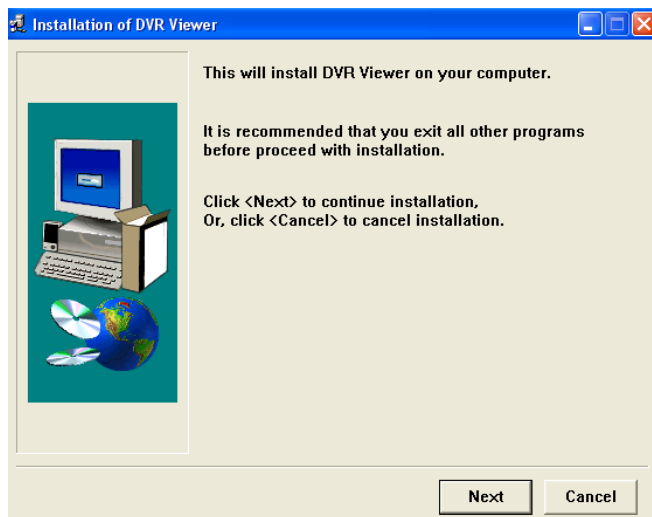 Installation of DVR Viewer
This will install DVR Viewer on your computer.
It is recommended that you exit all other programs
before proceed with installation.
Click <Next> to continue installation,
Or, click <Cancel> to cancel installation.
Next
Cancel